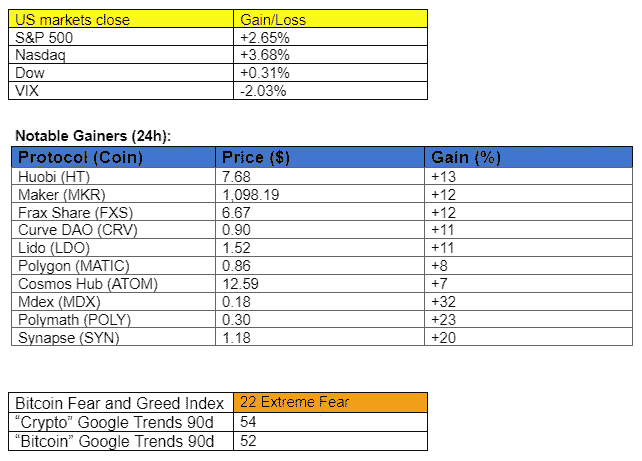 US markets close Gain/Loss
S&P 500 +2.65%
Nasdaq +3.68%
Dow +0.31%
VIX -2.03%
Notable Gainers (24h):
Protocol (Coin) Price ($) Gain (%)
Huobi (HT) 7.68 +13
Maker (MKR) 1,098.19 +12
Frax Share (FXS) 6.67 +12
Curve DAO (CRV) 0.90 +11
Lido (LDO) 1.52 +11
Polygon (MATIC) 0.86 +8
Cosmos Hub (ATOM) 12.59 +7
Mdex (MDX) 0.18 +32
Polymath (POLY) 0.30 +23
Synapse (SYN) 1.18 +20
Bitcoin Fear and Greed Index 22 Extreme Fear
“Crypto” Google Trends 90d 54
“Bitcoin” Google Trends 90d 52